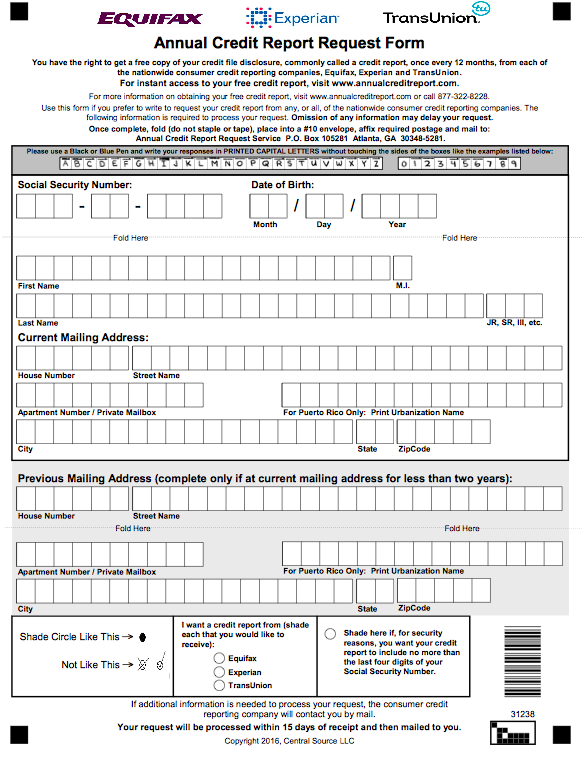 EQUIFAX Experian TransUnion tu
Annual Credit Report Request Form
You have the right to get a free copy of your credit file disclosure, commonly called a credit report, once every 12 months, from each of
the nationwide consumer credit reporting companies, Equifax, Experian and TransUnion.
For instant access to your free credit report, visit www.annualcreditreport.com.
For more information on obtaining your free credit report, visit www.annualcreditreport.com or call 877-322-8228.
Use this form if you prefer to write to request your credit report from any, or all, of the nationwide consumer credit reporting companies. The
following information is required to process your request. Omission of any information may delay your request.
Once complete, fold (do not staple or tape), place into a #10 envelope, affix required postage and mail to:
Annual Credit Report Request Service P.O. Box 105281 Atlanta, GA 30348-5281.
Please use a Black or Blue Pen and write your responses in PRINTED CAPITAL LETTERS without touching the sides of the boxes like the examples listed below:
A B C D E F G H I J K L M N O P Q R S T U V W X Y Z 0 1 2 3 4 5 6 7 8 9
Social Security Number: Date of Birth:
- - / /
Month Day Year
Fold Here Fold Here
First Name M.I.
Last Name JR, SR, III, etc.
Current Mailing Address:
House Number Street Name
Apartment Number / Private Mailbox For Puerto Rico Only: Print Urbanization Name
City State ZipCode
Previous Mailing Address (complete only if at current mailing address for less than two years):
House Number Street Name
Fold Here Fold Here
Apartment Number / Private Mailbox For Puerto Rico Only: Print Urbanization Name
City State ZipCode
Shade Circle Like This →
Not Like This →
I want a credit report from (shade
each that you would like to
receive):
Equifax
Experian
TransUnion
Shade here if, for security
reasons, you want your credit
report to include no more than
the last four digits of your
Social Security Number.
If additional information is needed to process your request, the consumer credit
reporting company will contact you by mail.
Your request will be processed within 15 days of receipt and then mailed to you.
Copyright 2016, Central Source LLC
31238